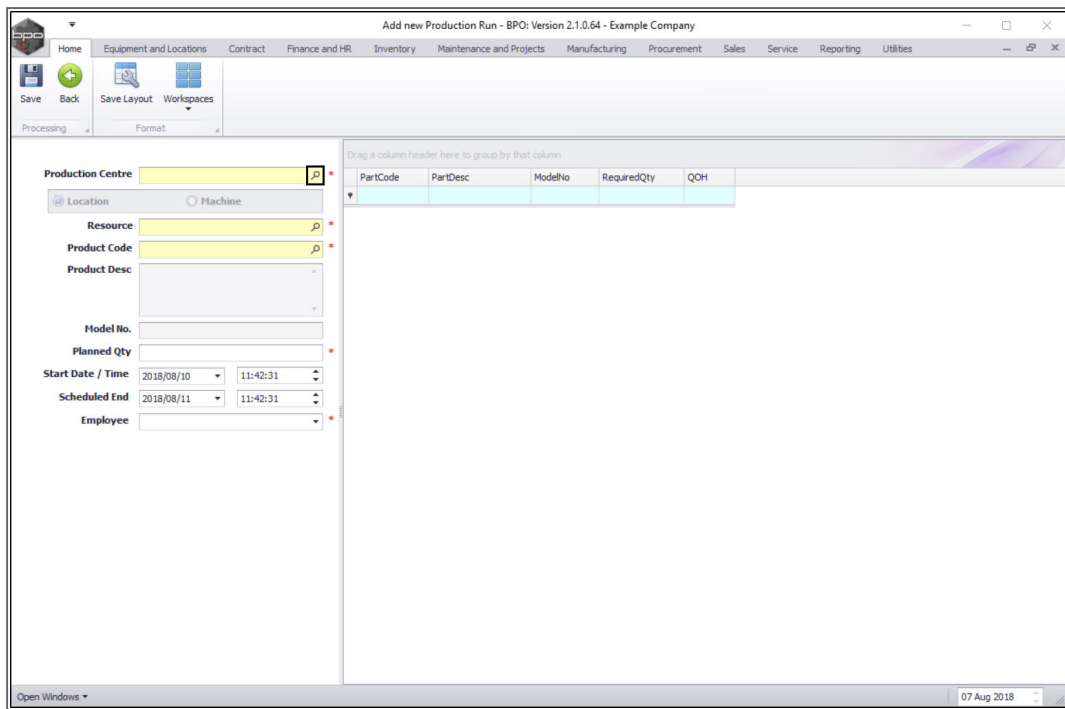 Add new Production Run - BPO: Version 2.1.0.64 - Example Company
bpo
Home Equipment and Locations Contract Finance and HR Inventory Maintenance and Projects Manufacturing Procurement Sales Service Reporting Utilities
Save Back Save Layout Workspaces
Processing Format
Drag a column header here to group by that column
Production Centre *
PartCode PartDesc ModelNo RequiredQty QOH
Location Machine
Resource *
Product Code *
Product Desc
Model No.
Planned Qty *
Start Date / Time 2018/08/10 11:42:31
Scheduled End 2018/08/11 11:42:31
Employee *
Open Windows 07 Aug 2018